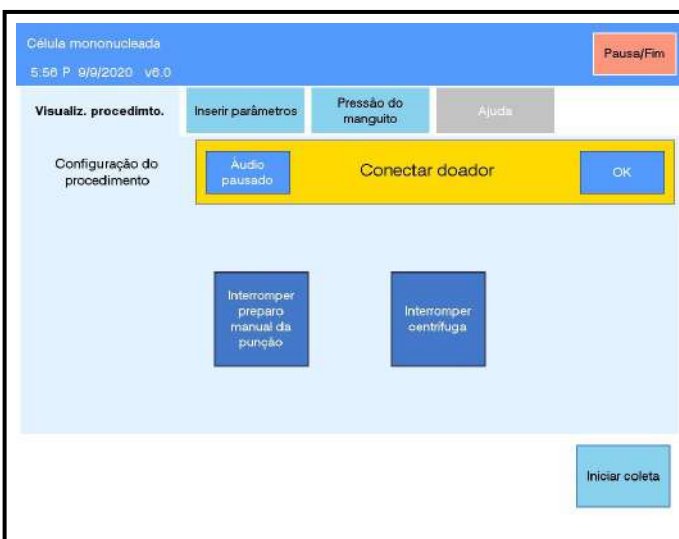 Célula mononucleada
Pausa/Fim
5:56 P 9/9/2020 v6.0
Visualiz. procedimto.
Inserir parâmetros
Pressão do
manguito
Ajuda
Configuração do
procedimento
Áudio
pausado
Conectar doador
OK
Interromper
preparo
manual da
punção
Interromper
centrífuga
Iniciar coleta